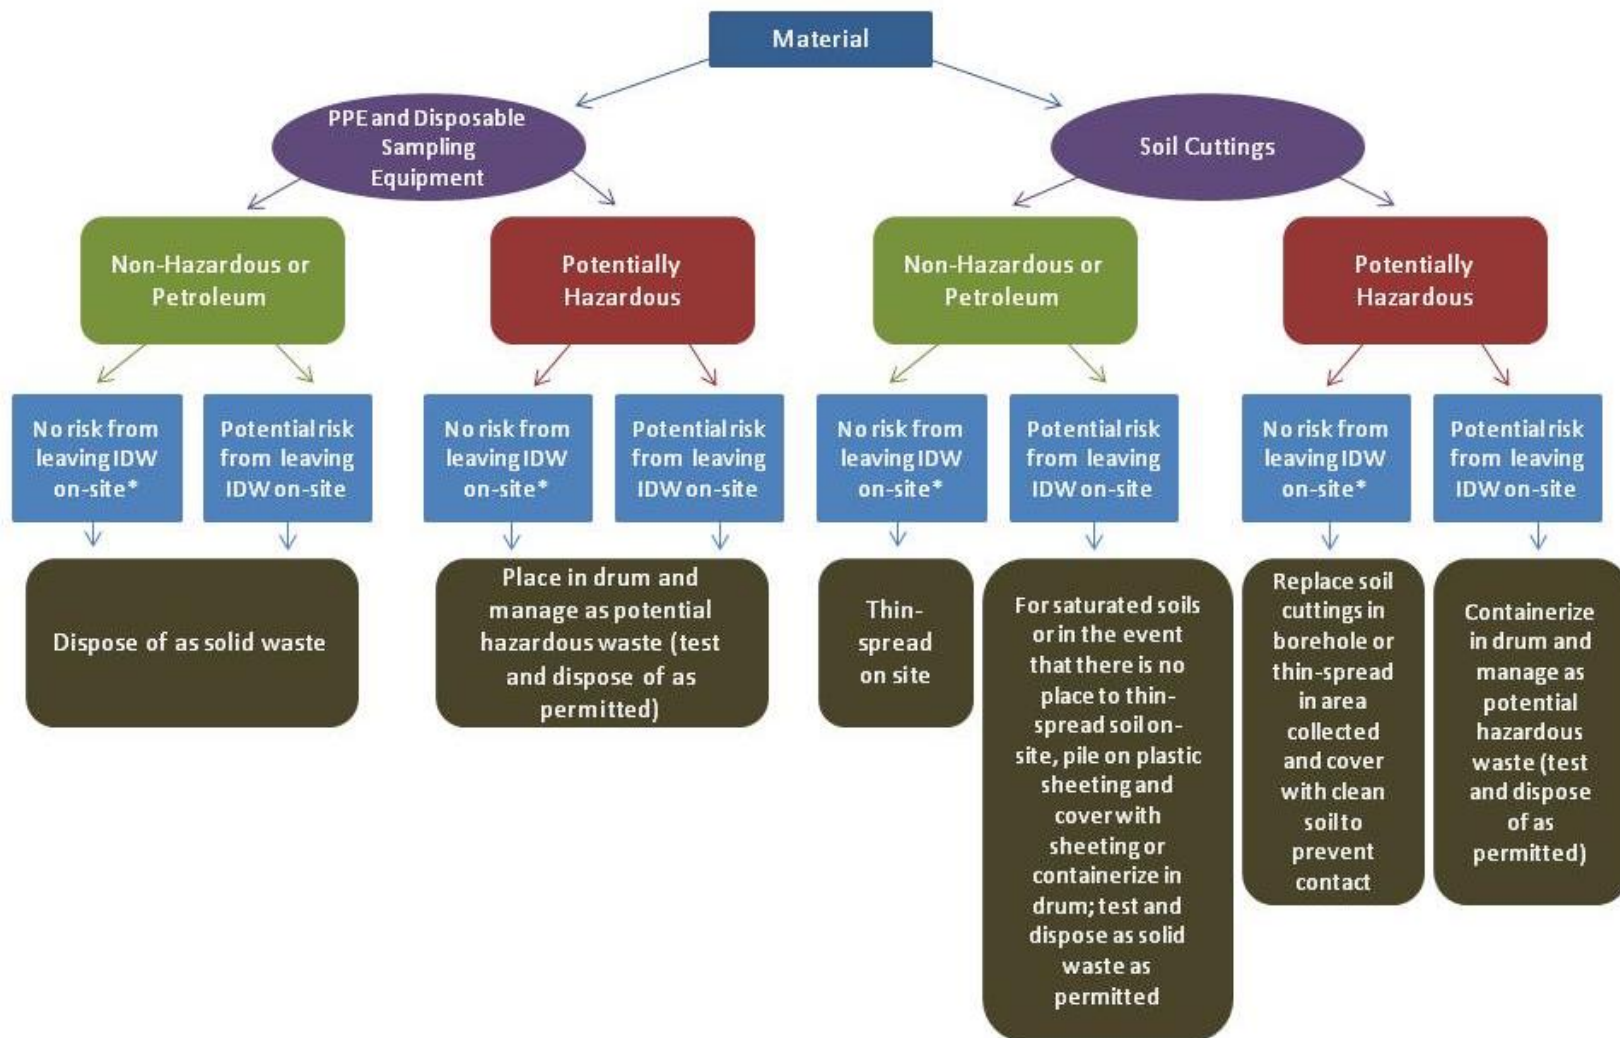 Material
PPE and Disposable
Sampling
Equipment
Soil Cuttings
Non-Hazardous or
Petroleum
Potentially
Hazardous
Non-Hazardous or
Petroleum
Potentially
Hazardous
No risk from
leaving IDW
on-site*
Potential risk
from leaving
IDW on-site
No risk from
leaving IDW
on-site*
Potential risk
from leaving
IDW on-site
No risk from
leaving IDW
on-site*
Potential risk
from leaving
IDW on-site
No risk from
leaving IDW
on-site*
Potential risk
from leaving
IDW on-site
Dispose of as solid waste
Place in drum and
manage as potential
hazardous waste (test
and dispose of as
permitted)
Thin-
spread
on site
For saturated soils
or in the event
that there is no
place to thin-
spread soil on-
site, pile on plastic
sheeting and
cover with
sheeting or
containerize in
drum; test and
dispose as solid
waste as
permitted
Replace soil
cuttings in
borehole or
thin-spread
in area
collected
and cover
with clean
soil to
prevent
contact
Containerize
in drum and
manage as
potential
hazardous
waste (test
and dispose
of as
permitted)